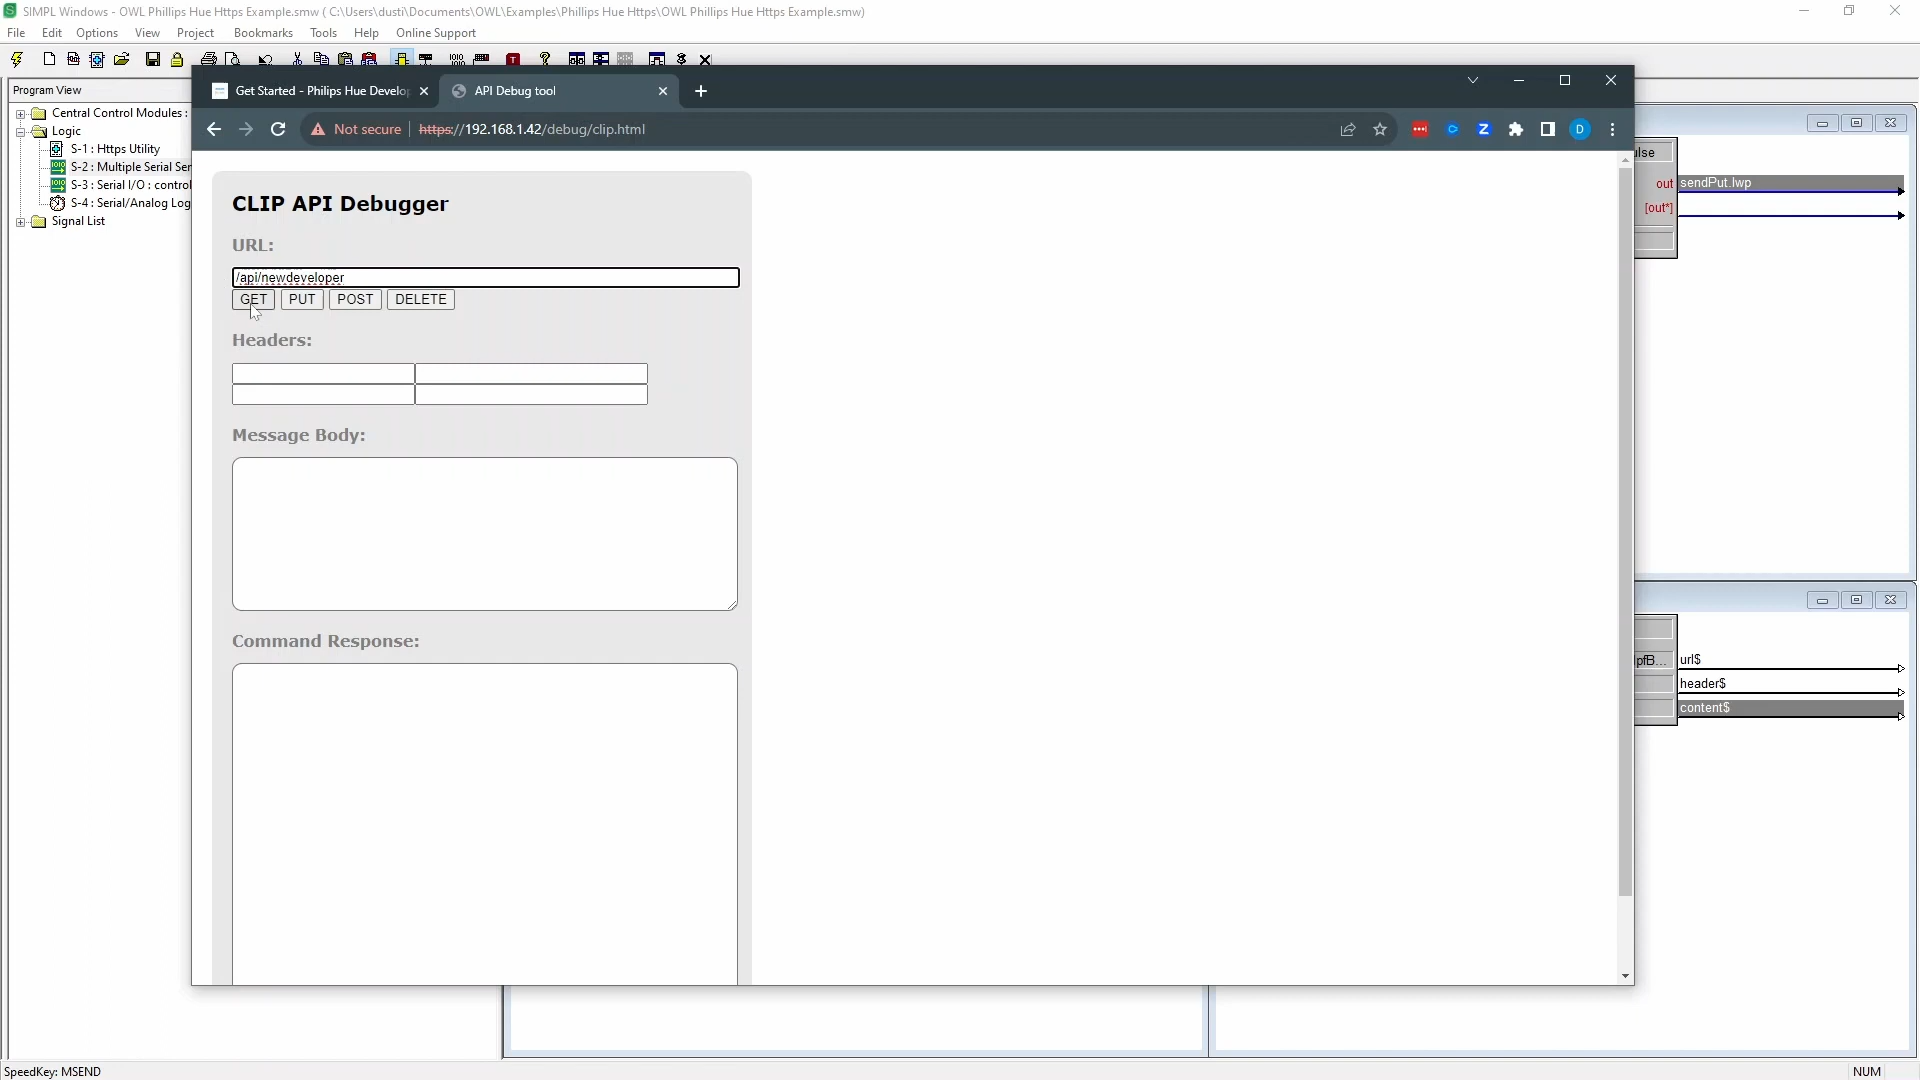 SIMPL Windows - OWL Phillips Hue Https Example.smw ( C:\Users\dusti\Documents\OWL\Examples\Phillips Hue Https\OWL Phillips Hue Https Example.smw)
File Edit Options View Project Bookmarks Tools Help Online Support
Program View
Central Control Modules :
Logic
S-1 : Https Utility
S-2 : Multiple Serial Ser
S-3 : Serial I/O : control
S-4 : Serial/Analog Log
Signal List
Get Started - Philips Hue Develo
API Debug tool
Not secure https://192.168.1.42/debug/clip.html
D
CLIP API Debugger
URL:
/api/newdeveloper
GET PUT POST DELETE
Headers:
Message Body:
Command Response:
ulse
out sendPut.lwp
[out*]
pfB... url$
header$
content$
SpeedKey: MSEND
NUM